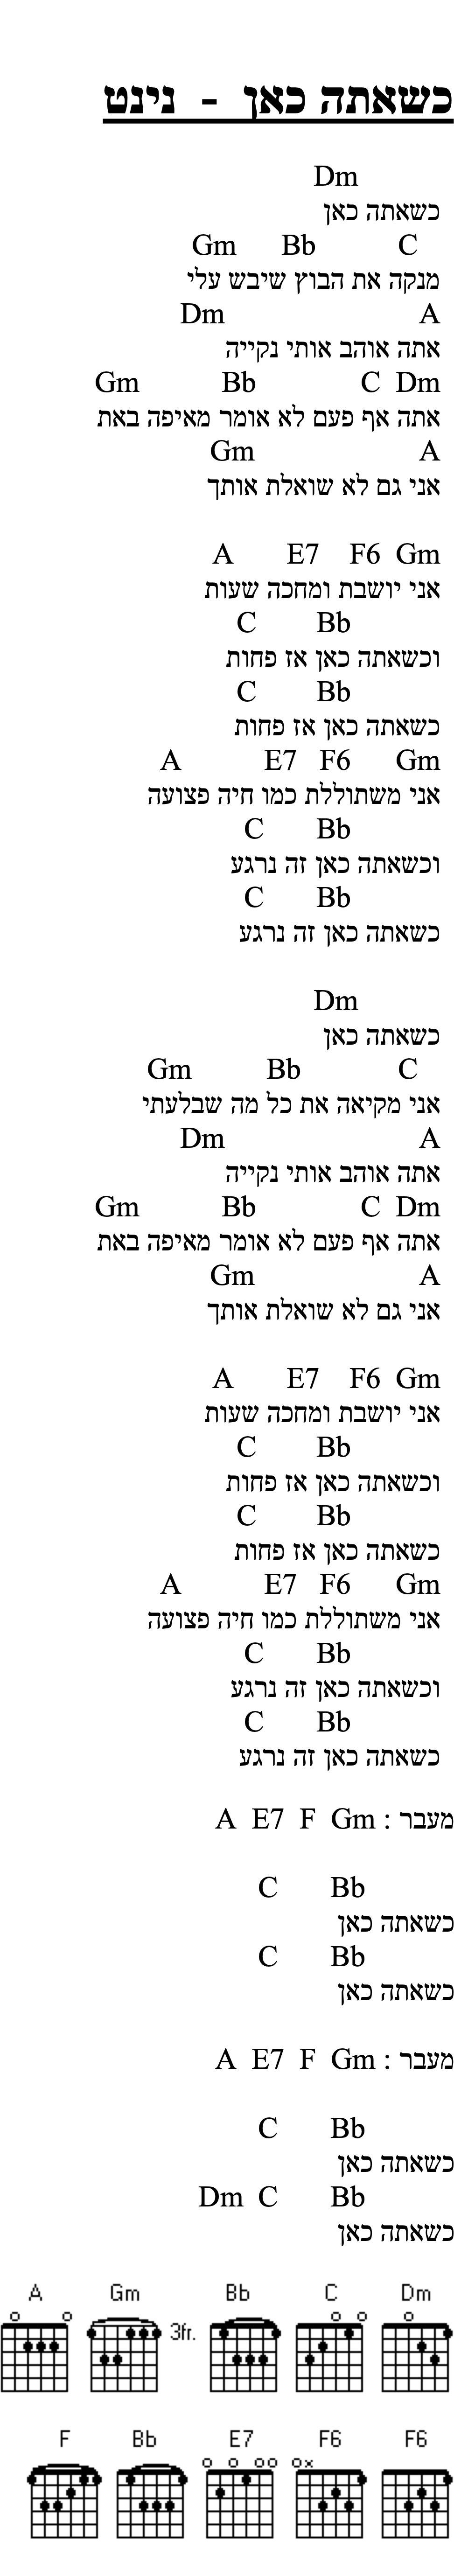 כשאתה כאן - נינט
Dm
כשאתה כאן
Gm Bb C
מנקה את הבוץ שיבש עלי
Dm A
אתה אוהב אותי נקייה
Gm Bb C Dm
אתה אף פעם לא אומר מאיפה באת
Gm A
אני גם לא שואלת אותך
A E7 F6 Gm
אני יושבת ומחכה שעות
C Bb
וכשאתה כאן אז פחות
C Bb
כשאתה כאן אז פחות
A E7 F6 Gm
אני משתוללת כמו חיה פצועה
C Bb
וכשאתה כאן זה נרגע
C Bb
כשאתה כאן זה נרגע
Dm
כשאתה כאן
Gm Bb C
אני מקיאה את כל מה שבלעתי
Dm A
אתה אוהב אותי נקייה
Gm Bb C Dm
אתה אף פעם לא אומר מאיפה באת
Gm A
אני גם לא שואלת אותך
A E7 F6 Gm
אני יושבת ומחכה שעות
C Bb
וכשאתה כאן אז פחות
C Bb
כשאתה כאן אז פחות
A E7 F6 Gm
אני משתוללת כמו חיה פצועה
C Bb
וכשאתה כאן זה נרגע
C Bb
כשאתה כאן זה נרגע
מעבר : A E7 F Gm
C Bb
כשאתה כאן
C Bb
כשאתה כאן
מעבר : A E7 F Gm
C Bb
כשאתה כאן
Dm C Bb
כשאתה כאן
A Gm Bb C Dm
3fr.
F Bb E7 F6 F6